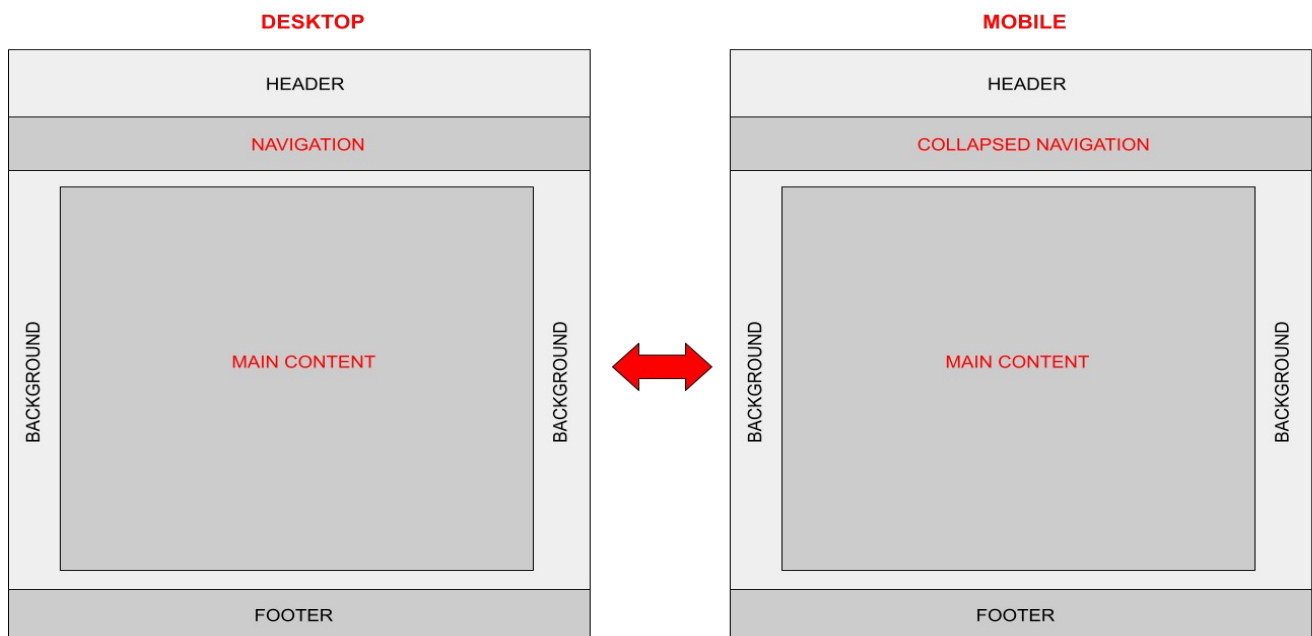 DESKTOP
HEADER
NAVIGATION
BACKGROUND
MAIN CONTENT
BACKGROUND
FOOTER
MOBILE
HEADER
COLLAPSED NAVIGATION
BACKGROUND
MAIN CONTENT
BACKGROUND
FOOTER